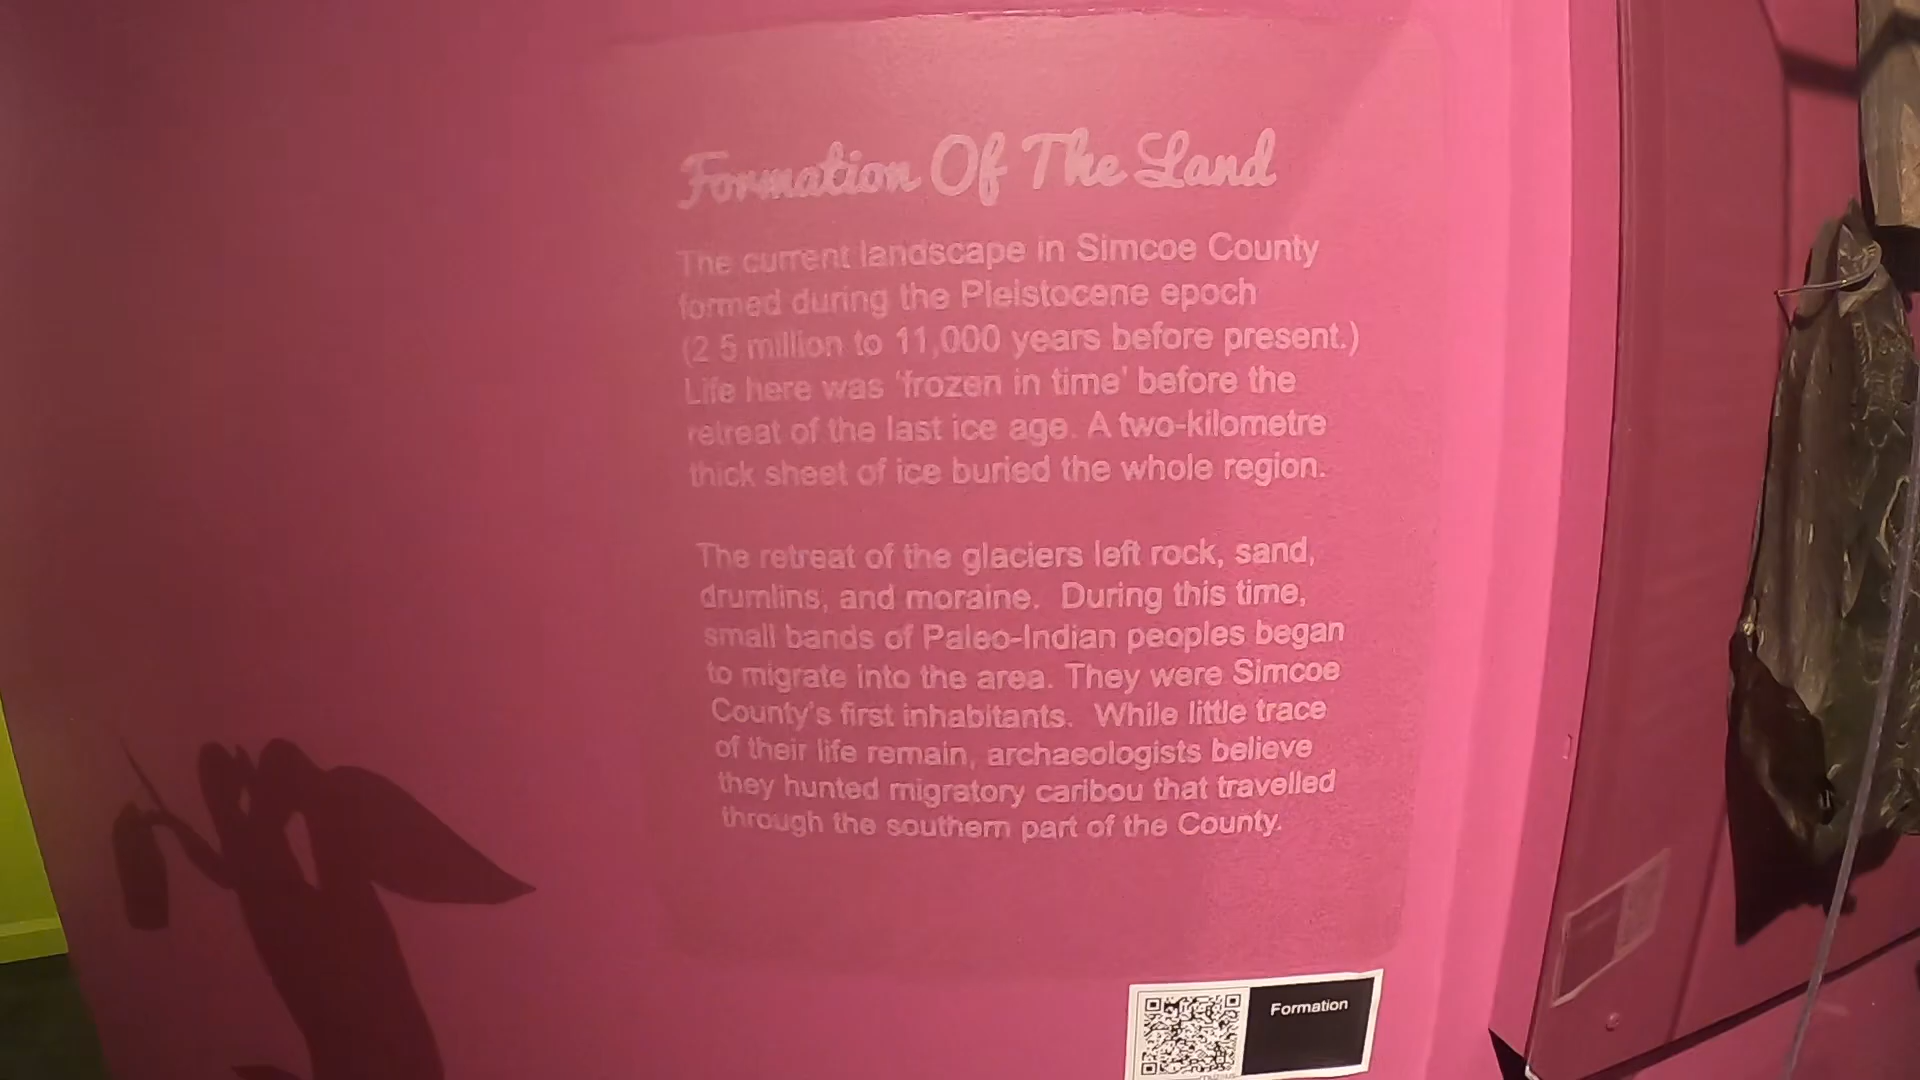 Formation Of The Land
The current landscape in Simcoe County
formed during the Pleistocene epoch
(2 5 million to 11,000 years before present.)
Life here was 'frozen in time' before the
retreat of the last ice age. A two-kilometre
thick sheet of ice buried the whole region.
The retreat of the glaciers left rock, sand,
drumlins, and moraine. During this time,
small bands of Paleo-Indian peoples began
to migrate into the area. They were Simcoe
County's first inhabitants. While little trace
of their life remain, archaeologists believe
they hunted migratory caribou that travelled
through the southern part of the County.
Formation